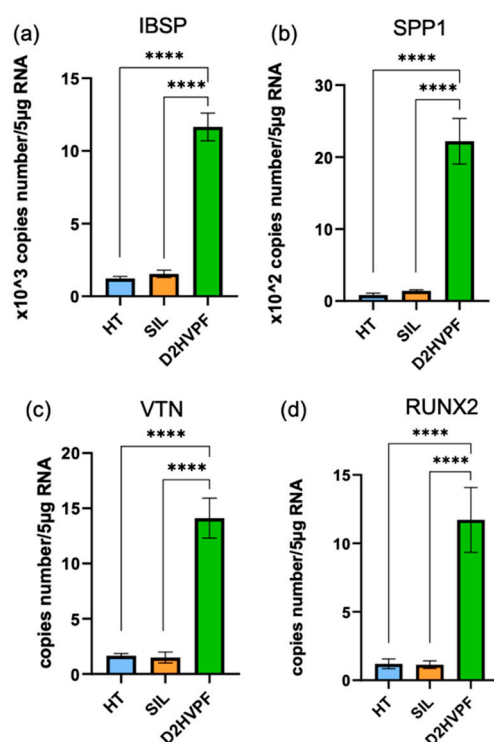 (a)
IBSP
****
****
x10^3 copies number/5µg RNA
15
10
5
0
HT
SIL
D2HVPF
(b)
SPP1
****
****
x10^2 copies number/5µg RNA
30
20
10
0
HT
SIL
D2HVPF
(c)
VTN
****
****
copies number/5µg RNA
20
15
10
5
0
HT
SIL
D2HVPF
(d)
RUNX2
****
****
copies number/5µg RNA
15
10
5
0
HT
SIL
D2HVPF